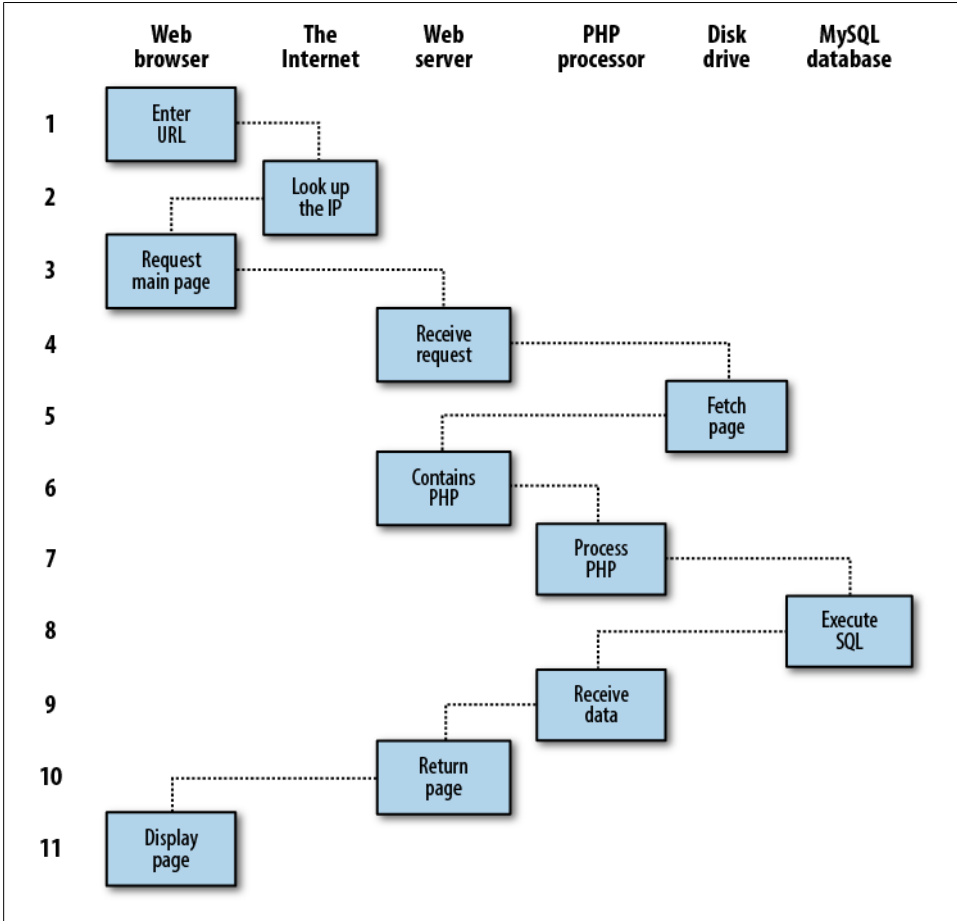 Web The Web PHP Disk MySQL
browser Internet server processor drive database
1 Enter
URL
2 Look up
the IP
3 Request
main page
4 Receive
request
5 Fetch
page
6 Contains
PHP
7 Process
PHP
8 Execute
SQL
9 Receive
data
10 Return
page
11 Display
page